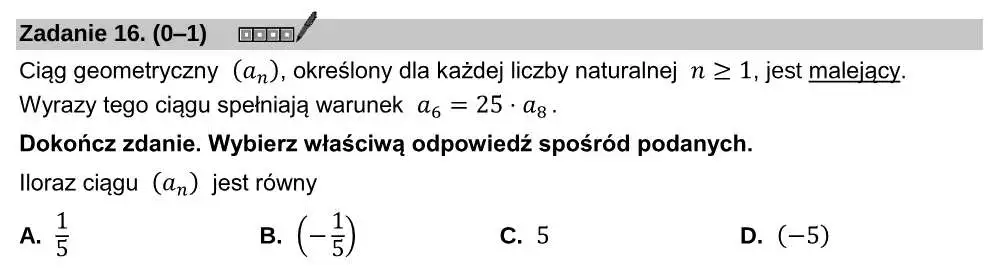 Zadanie 16. (0–1)
Ciąg geometryczny (aₙ), określony dla każdej liczby naturalnej n ≥ 1, jest malejący.
Wyrazy tego ciągu spełniają warunek a₆ = 25 · a₈ .
Dokończ zdanie. Wybierz właściwą odpowiedź spośród podanych.
Iloraz ciągu (aₙ) jest równy
A. 1/5 B. (−1/5) C. 5 D. (−5)